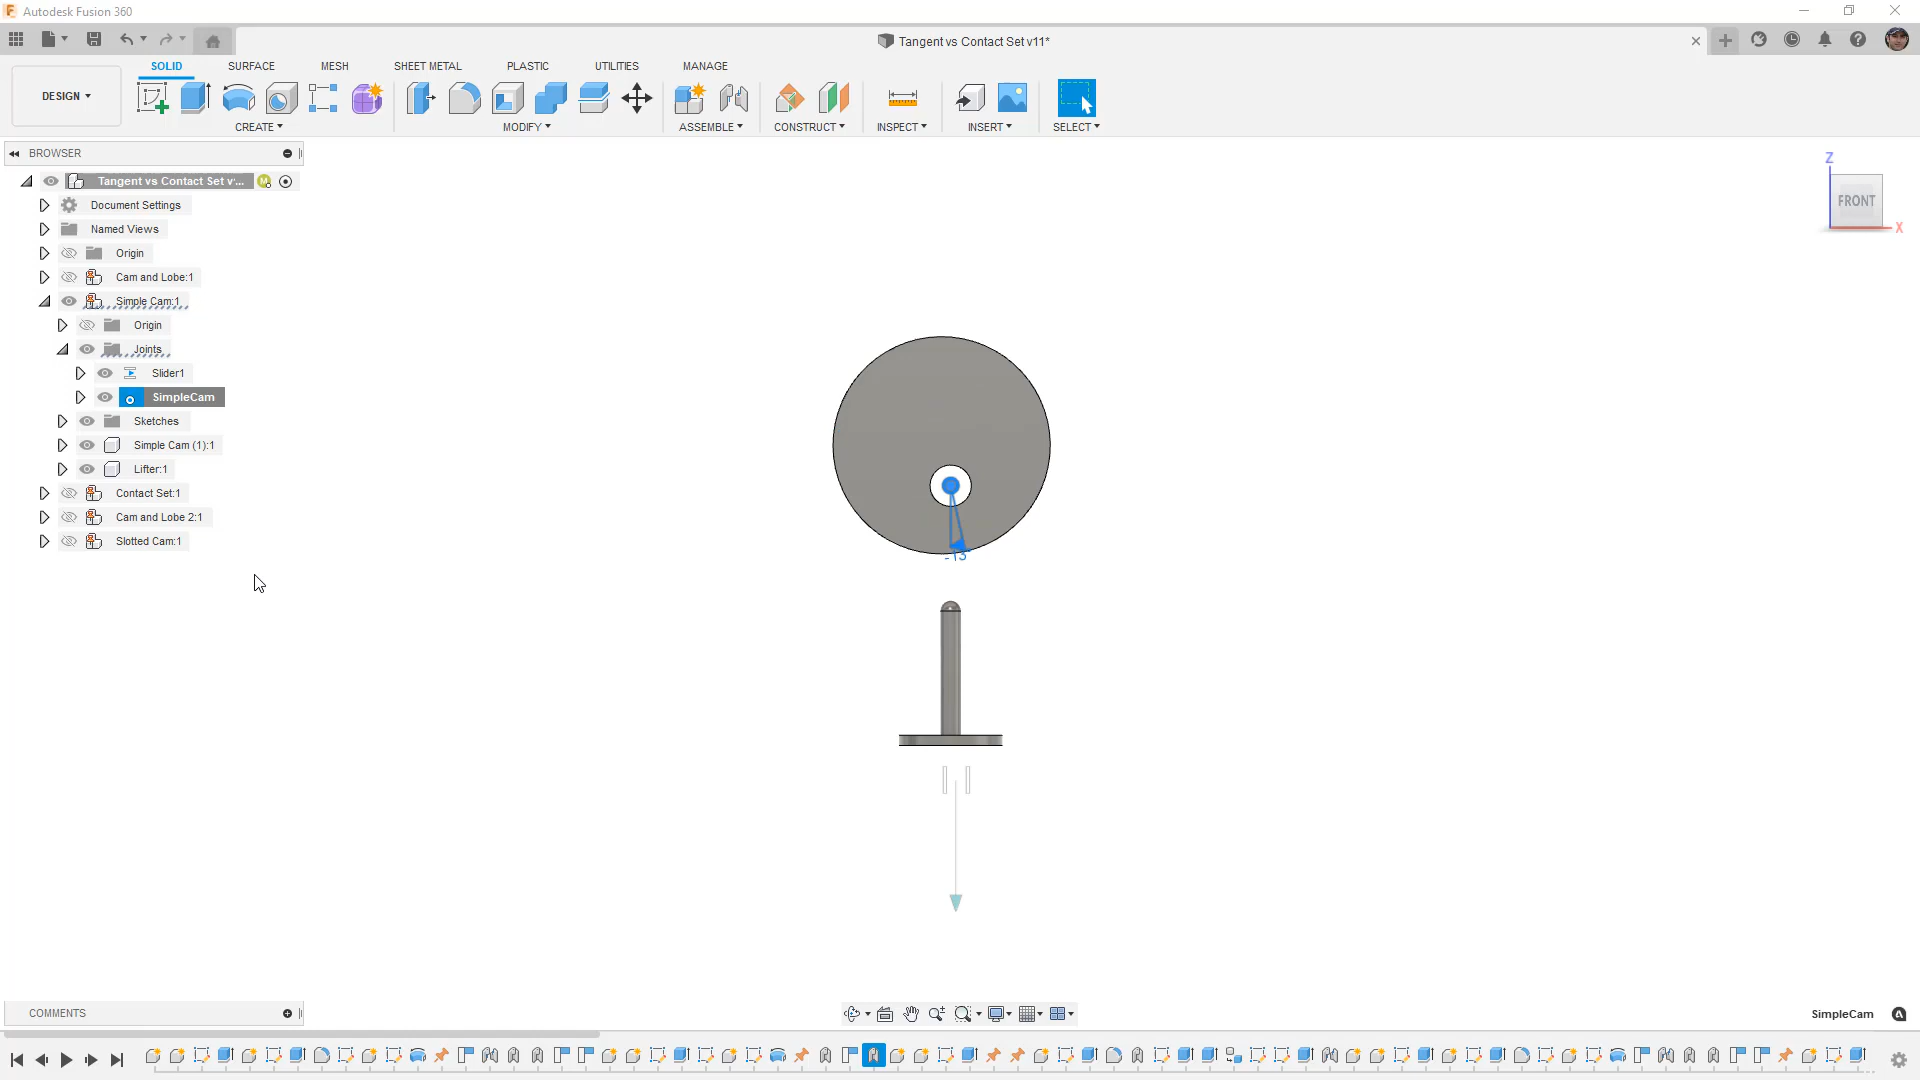 Autodesk Fusion 360
Tangent vs Contact Set v11*
DESIGN
SOLID
SURFACE
MESH
SHEET METAL
PLASTIC
UTILITIES
MANAGE
CREATE
MODIFY
ASSEMBLE
CONSTRUCT
INSPECT
INSERT
SELECT
BROWSER
Tangent vs Contact Set v...
Document Settings
Named Views
Origin
Cam and Lobe:1
Simple Cam:1
Origin
Joints
Slider1
SimpleCam
Sketches
Simple Cam (1):1
Lifter:1
Contact Set:1
Cam and Lobe 2:1
Slotted Cam:1
Z
FRONT
X
COMMENTS
SimpleCam